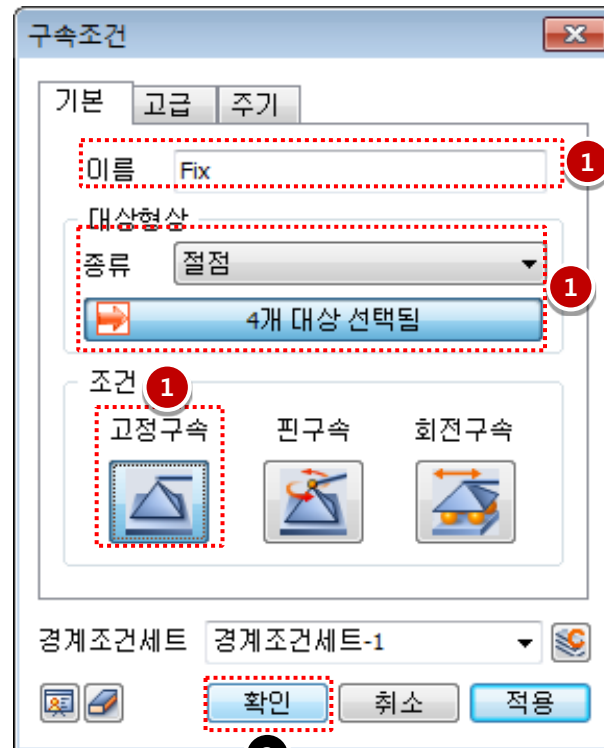 구속조건
기본 고급 주기
이름 Fix 1
대상형상
종류 절점
4개 대상 선택됨 1
조건 1
고정구속 핀구속 회전구속
경계조건세트 경계조건세트-1
확인 취소 적용